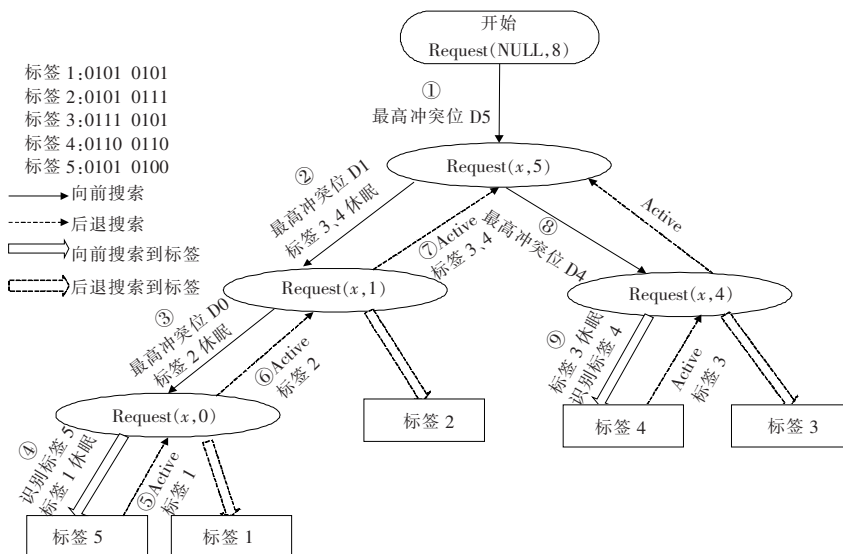 开始
Request(NULL,8)
标签 1:0101 0101
标签 2:0101 0111
标签 3:0111 0101
标签 4:0110 0110
标签 5:0101 0100
向前搜索
后退搜索
向前搜索到标签
后退搜索到标签
①
最高冲突位 D5
Request(x,5)
②
最高冲突位 D1
标签 3、4 休眠
⑦Active
标签 3、4
⑧
最高冲突位 D4
Active
Request(x,1)
Request(x,4)
③
最高冲突位 D0
标签 2 休眠
⑥Active
标签 2
⑨
标签 3 休眠
识别标签 4
Active
标签 3
Request(x,0)
标签 2
标签 4
标签 3
④
识别标签 5
标签 1 休眠
⑤Active
标签 1
标签 5
标签 1